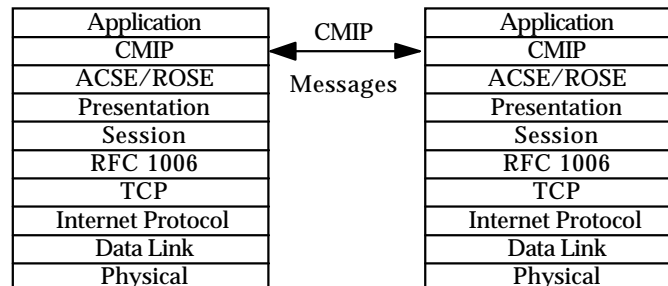 Application
CMIP
ACSE/ROSE
Presentation
Session
RFC 1006
TCP
Internet Protocol
Data Link
Physical
CMIP
Messages
Application
CMIP
ACSE/ROSE
Presentation
Session
RFC 1006
TCP
Internet Protocol
Data Link
Physical